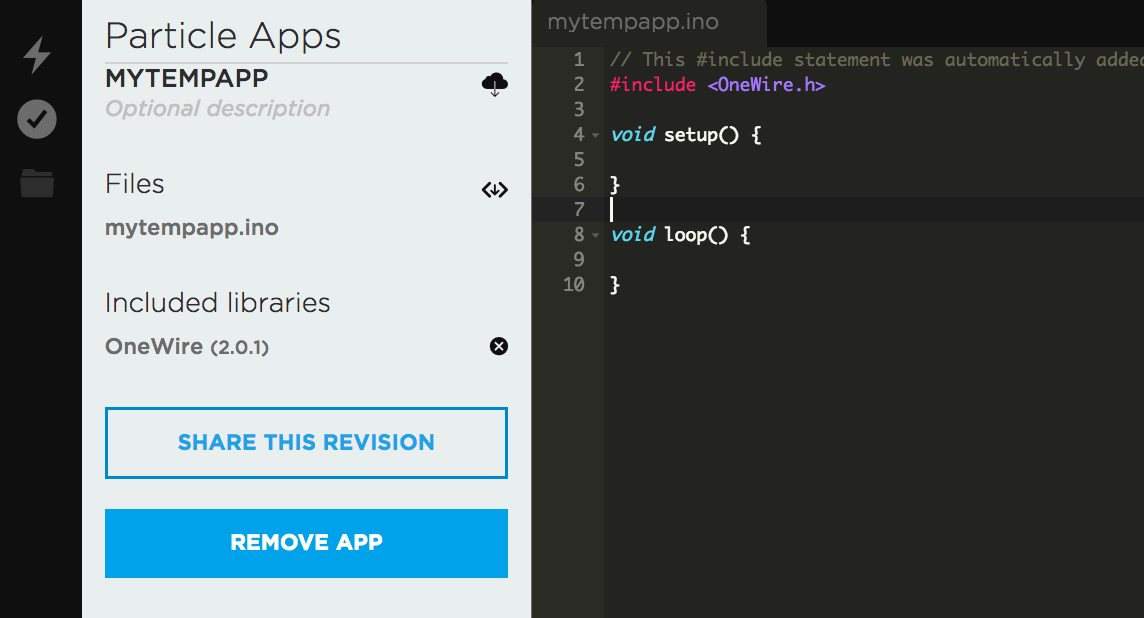 Particle Apps
MYTEMPAPP
Optional description
Files
mytempapp.ino
Included libraries
OneWire (2.0.1)
SHARE THIS REVISION
REMOVE APP
mytempapp.ino
1 // This #include statement was automatically added
2 #include <OneWire.h>
3
4 void setup() {
5
6 }
7
8 void loop() {
9
10 }